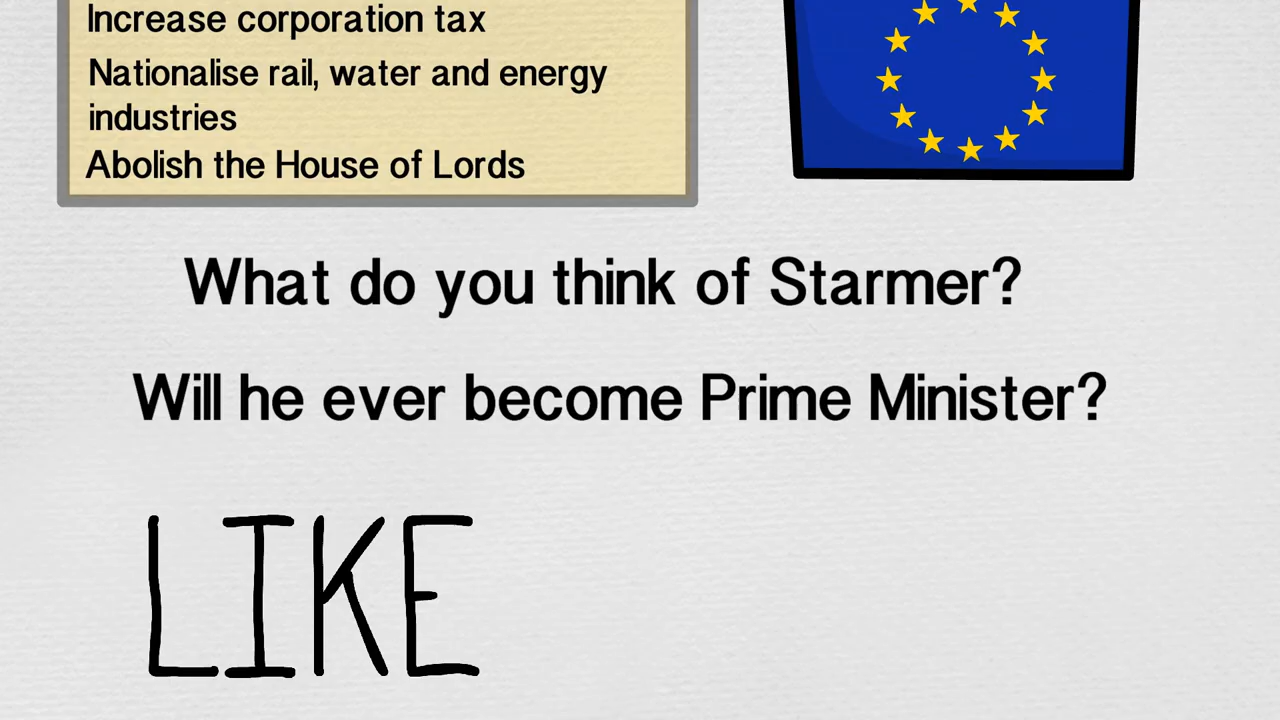 Increase corporation tax
Nationalise rail, water and energy
industries
Abolish the House of Lords
What do you think of Starmer?
Will he ever become Prime Minister?
LIKE